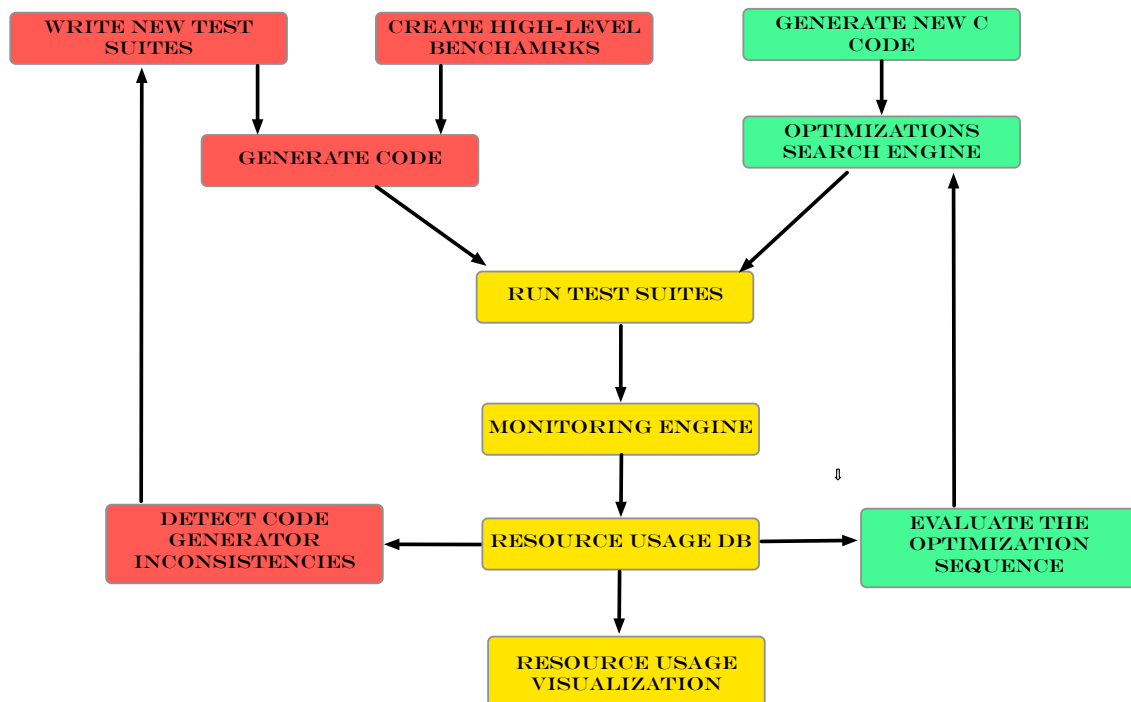 WRITE NEW TEST
SUITES
CREATE HIGH-LEVEL
BENCHAMRKS
GENERATE NEW C
CODE
GENERATE CODE
OPTIMIZATIONS
SEARCH ENGINE
RUN TEST SUITES
MONITORING ENGINE
DETECT CODE
GENERATOR
INCONSISTENCIES
RESOURCE USAGE DB
EVALUATE THE
OPTIMIZATION
SEQUENCE
RESOURCE USAGE
VISUALIZATION